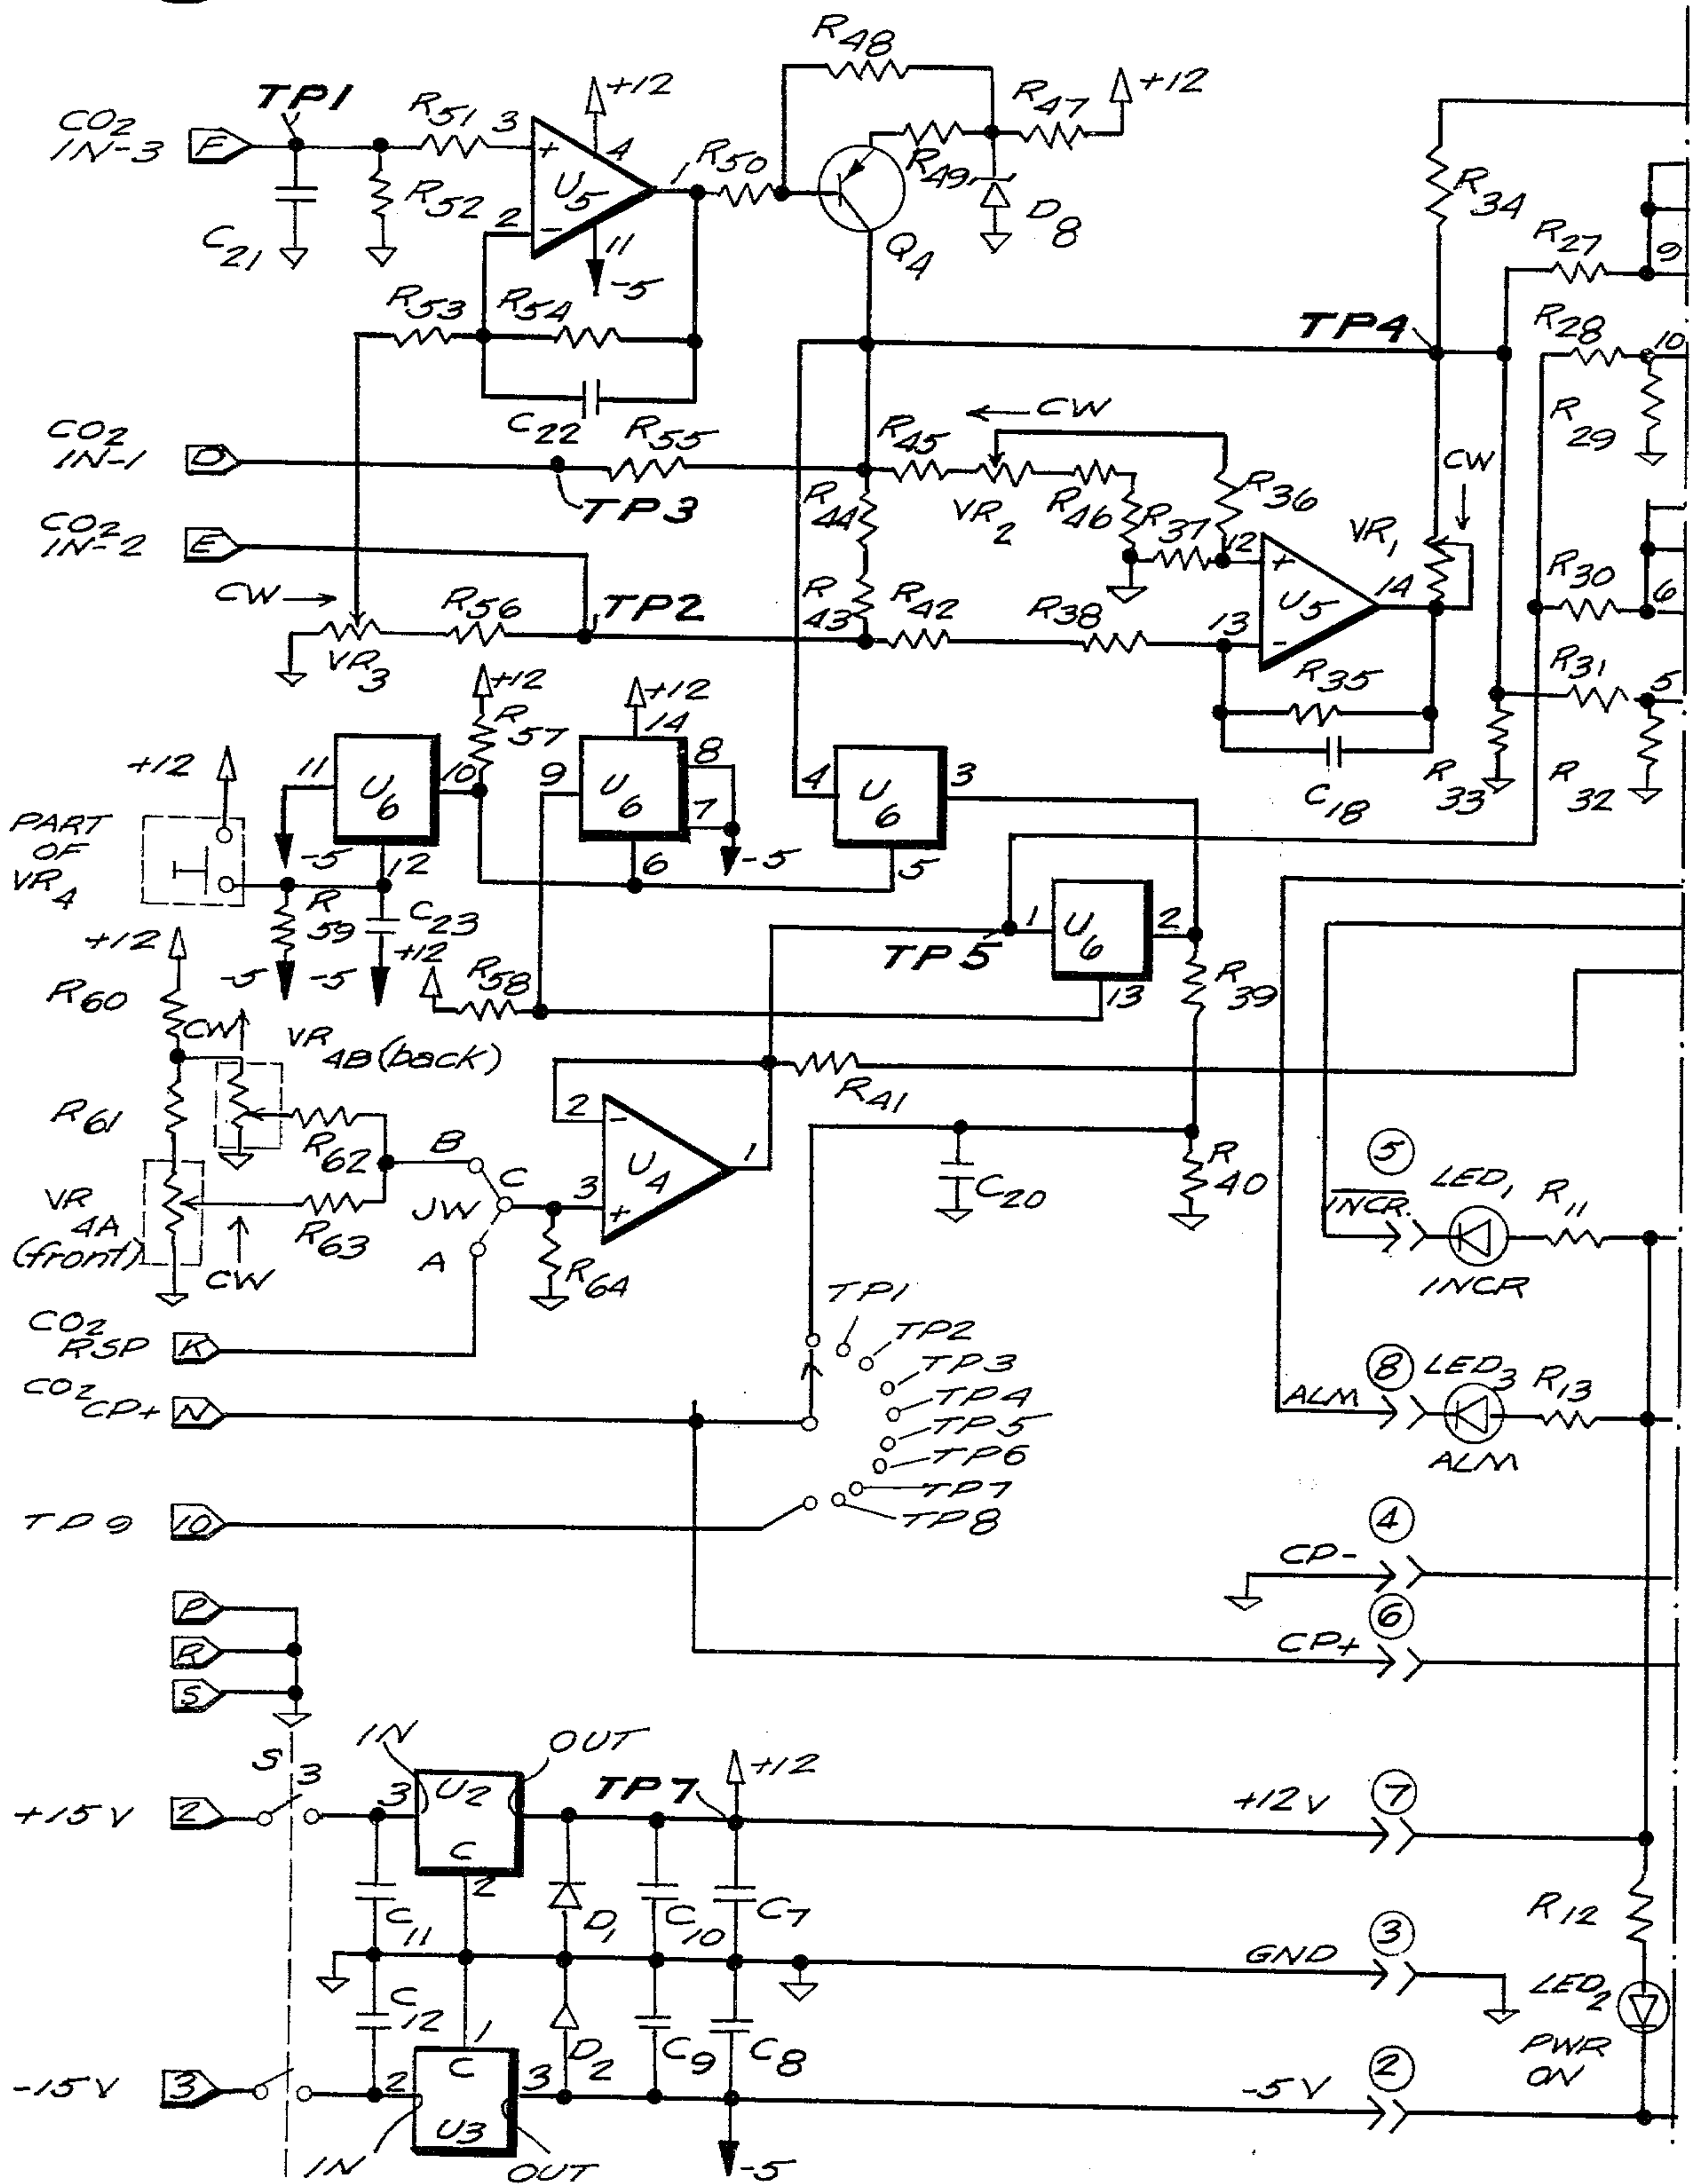 R48
+12
R47
+12
TP1
R51
3
CO2
IN-3
F
+
4
U5
R50
1
R49
R52
2
-
11
-5
D8
Q4
C21
R34
R27
9
R53
R54
TP4
R28
10
C22
R55
CW
R45
R29
CO2
IN-1
D
TP3
R44
VR2
R46
R37
R36
CW
VR1
CO2
IN-2
E
12
+
14
R30
6
CW
R56
TP2
R43
R42
R38
U5
13
-
VR3
+12
R57
+12
R35
R31
5
+12
11
U6
10
14
9
U6
8
7
4
U6
3
R33
R32
C18
PART
OF
VR4
-5
12
6
-5
5
R59
C23
1
U6
2
+12
-5
-5
+12
R58
TP5
13
R39
R60
CW
VR4B (back)
R61
R62
B
C
2
-
R41
U4
1
VR4A
(front)
R63
JW
3
+
C20
R40
5
INCR.
LED1
R11
CW
A
R64
INCR
CO2
RSP
K
TP1
TP2
TP3
8
LED3
R13
CO2
CP+
N
TP4
TP5
ALM
TP6
ALM
TP7
TP9
10
TP8
4
CP-
P
6
R
CP+
S
IN
OUT
S3
3
U2
TP7
+12
7
+15V
2
+12V
C
2
R12
C11
D1
C10
C7
3
GND
C12
1
LED2
C
D2
C9
C8
PWR
ON
-15V
3
2
3
2
U3
-5V
IN
OUT
-5